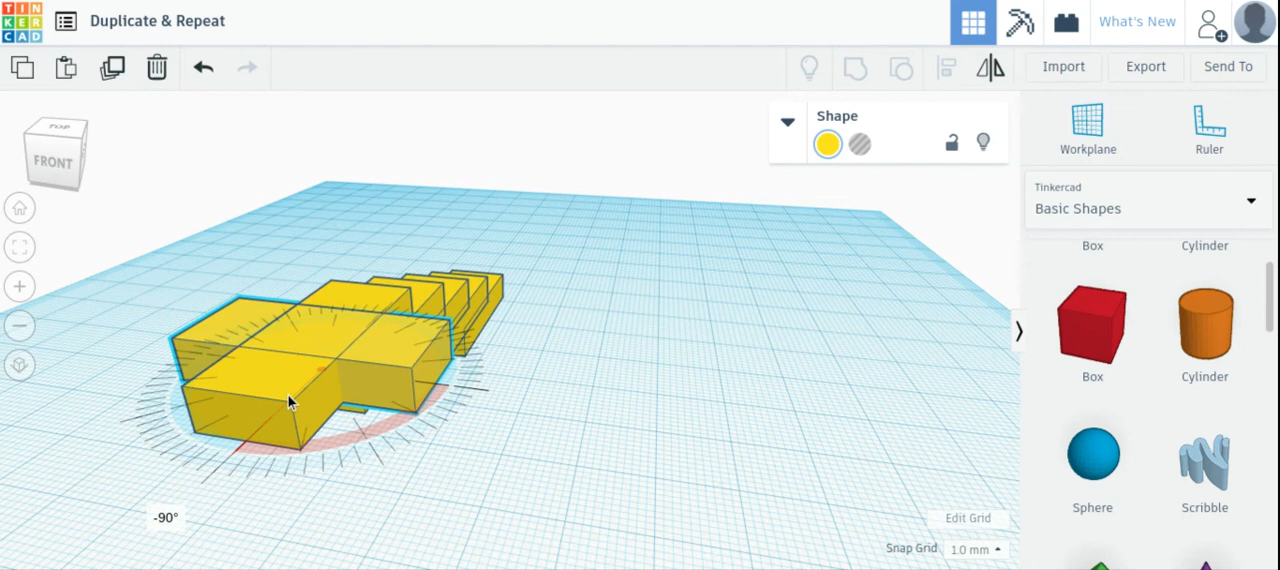 TIN
KER
CAD
Duplicate & Repeat
What's New
Import
Export
Send To
TOP
FRONT
Shape
Workplane
Ruler
Tinkercad
Basic Shapes
Box
Cylinder
Box
Cylinder
Sphere
Scribble
-90°
Edit Grid
Snap Grid 1.0 mm